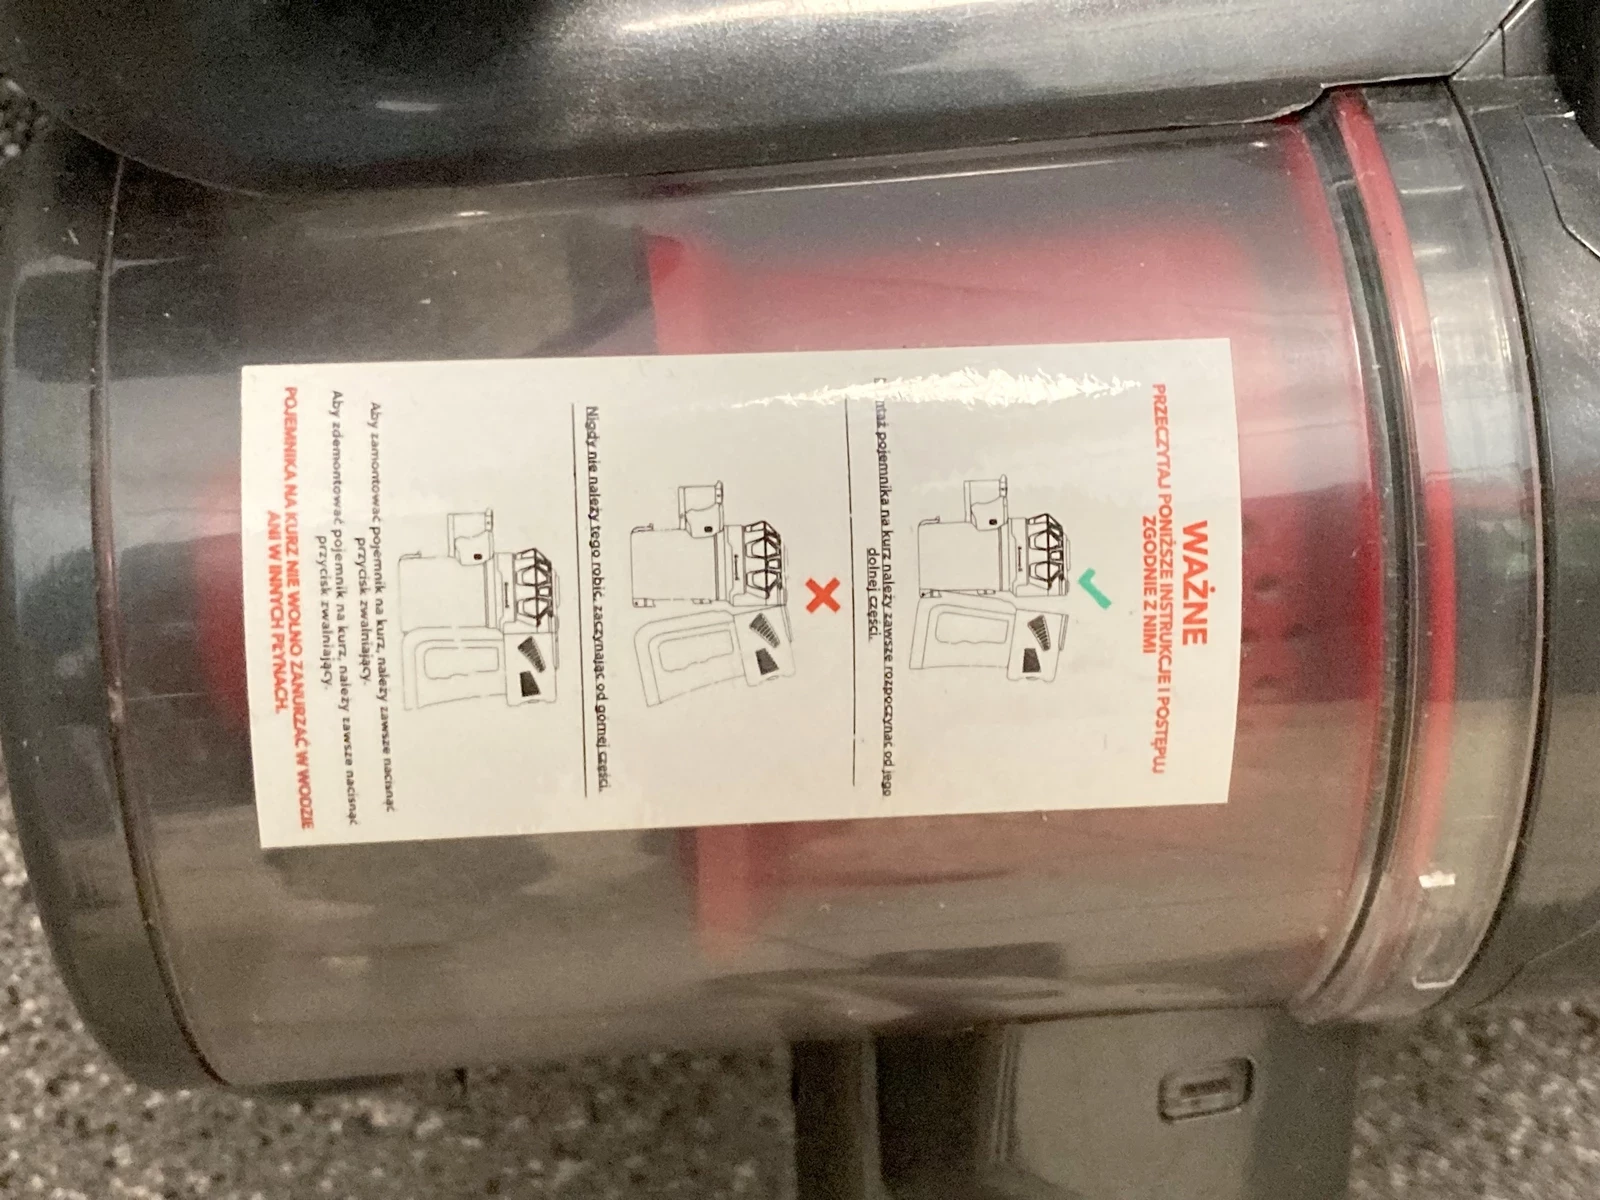 WAŻNE
PRZECZYTAJ PONIŻSZE INSTRUKCJE I POSTĘPUJ
ZGODNIE Z NIMI
pojemnika na kurz należy zawsze rozpoczynać od jego
dolnej części.
Nigdy nie należy tego robić, zaczynając od górnej części.
Aby zamontować pojemnik na kurz, należy zawsze nacisnąć
przycisk zwalniający.
Aby zdemontować pojemnik na kurz, należy zawsze nacisnąć
przycisk zwalniający.
POJEMNIKA NA KURZ NIE WOLNO ZANURZAĆ W WODZIE
ANI W INNYCH PŁYNACH.